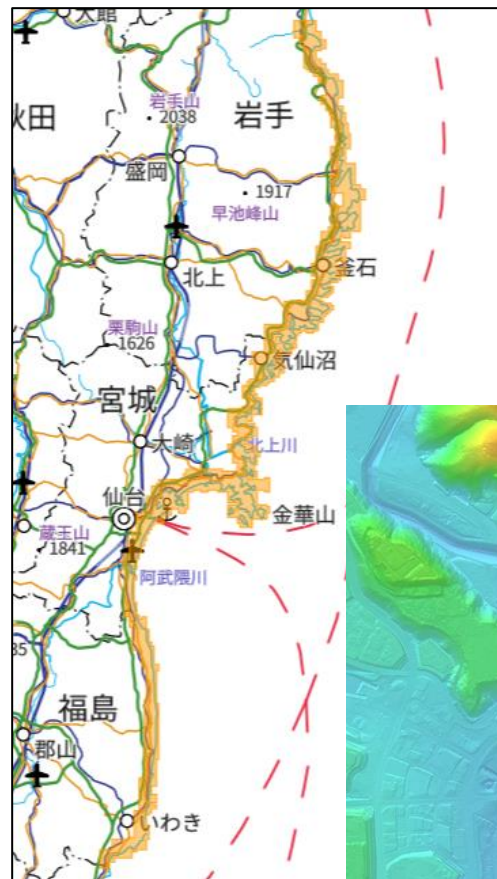 大館
岩手山
2038
岩手
秋田
盛岡
1917
早池峰山
北上
釜石
栗駒山
1626
気仙沼
宮城
大崎
北上川
仙台
金華山
蔵王山
1841
阿武隈川
福島
郡山
いわき